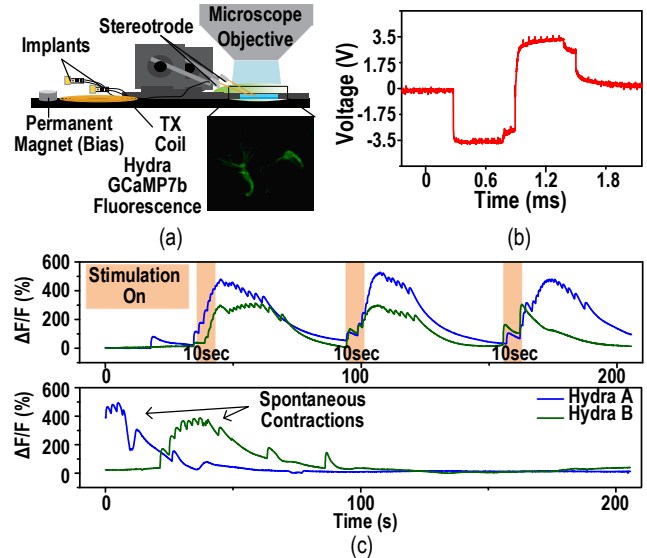 Implants
Stereotrode
Microscope
Objective
Permanent
Magnet (Bias)
TX
Coil
Hydra
GCaMP7b
Fluorescence
(a)
Voltage (V)
3.5
1.75
0
-1.75
-3.5
0 0.6 1.2 1.8
Time (ms)
(b)
ΔF/F (%)
600
400
200
0
Stimulation
On
10sec 10sec 10sec
0 100 200
ΔF/F (%)
600
400
200
0
Spontaneous
Contractions
Hydra A
Hydra B
0 100 200
Time (s)
(c)